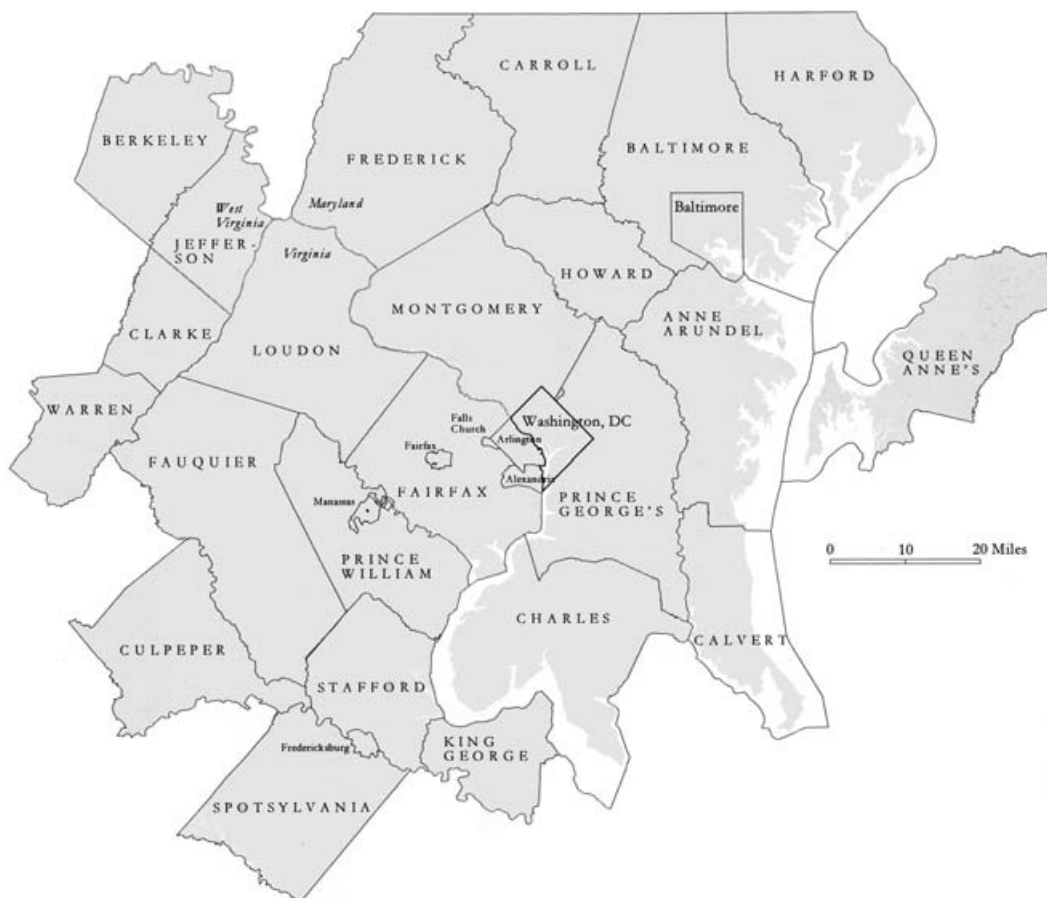 CARROLL
HARFORD
BERKELEY
FREDERICK
BALTIMORE
Maryland
West
Virginia
Baltimore
JEFFER-
SON
Virginia
HOWARD
MONTGOMERY
ANNE
ARUNDEL
CLARKE
LOUDON
QUEEN
ANNE'S
WARREN
Falls
Church
Washington, DC
Arlington
Fairfax
FAUQUIER
Alexandria
FAIRFAX
Manassas
PRINCE
GEORGE'S
0 10 20 Miles
PRINCE
WILLIAM
CHARLES
CULPEPER
CALVERT
STAFFORD
Fredericksburg
KING
GEORGE
SPOTSYLVANIA